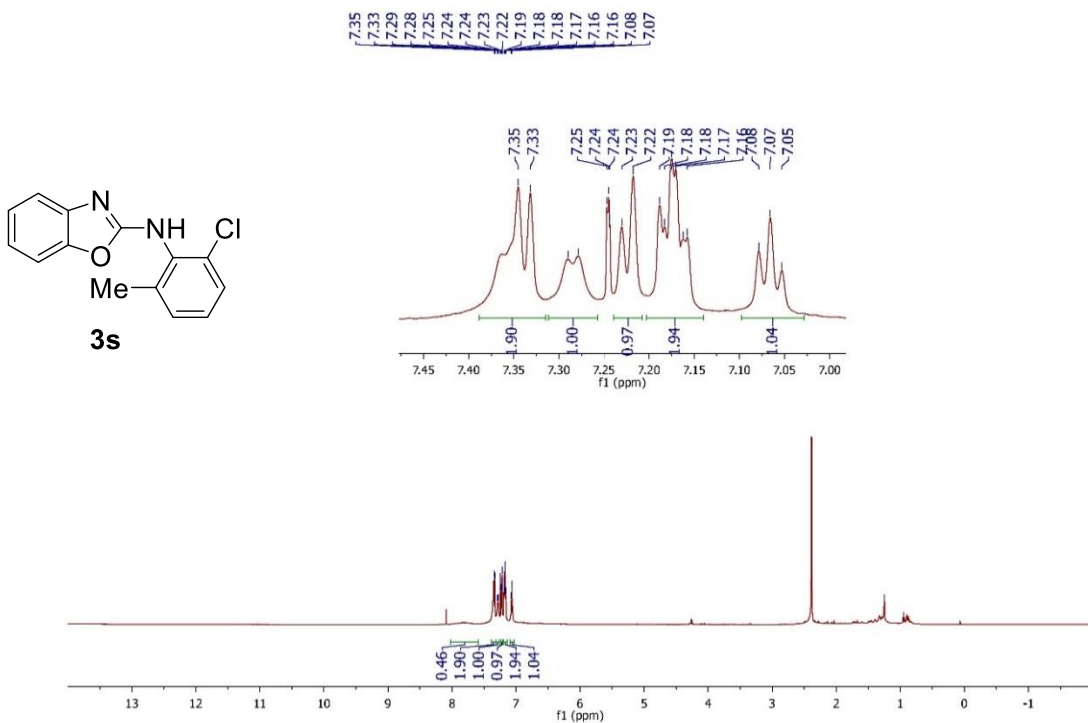 7.35 7.33 7.29 7.28 7.25 7.24 7.24 7.23 7.22 7.19 7.18 7.18 7.17 7.16 7.16 7.08 7.07
7.35 7.33 7.25 7.24 7.24 7.23 7.22 7.19 7.18 7.18 7.17 7.16 7.08 7.07 7.05
N
NH
Cl
O
Me
3s
1.90 1.00 0.97 1.94 1.04
7.45 7.40 7.35 7.30 7.25 7.20 7.15 7.10 7.05 7.00
f1 (ppm)
0.46 1.90 1.00 0.97 1.94 1.04
13 12 11 10 9 8 7 6 5 4 3 2 1 0 -1
f1 (ppm)